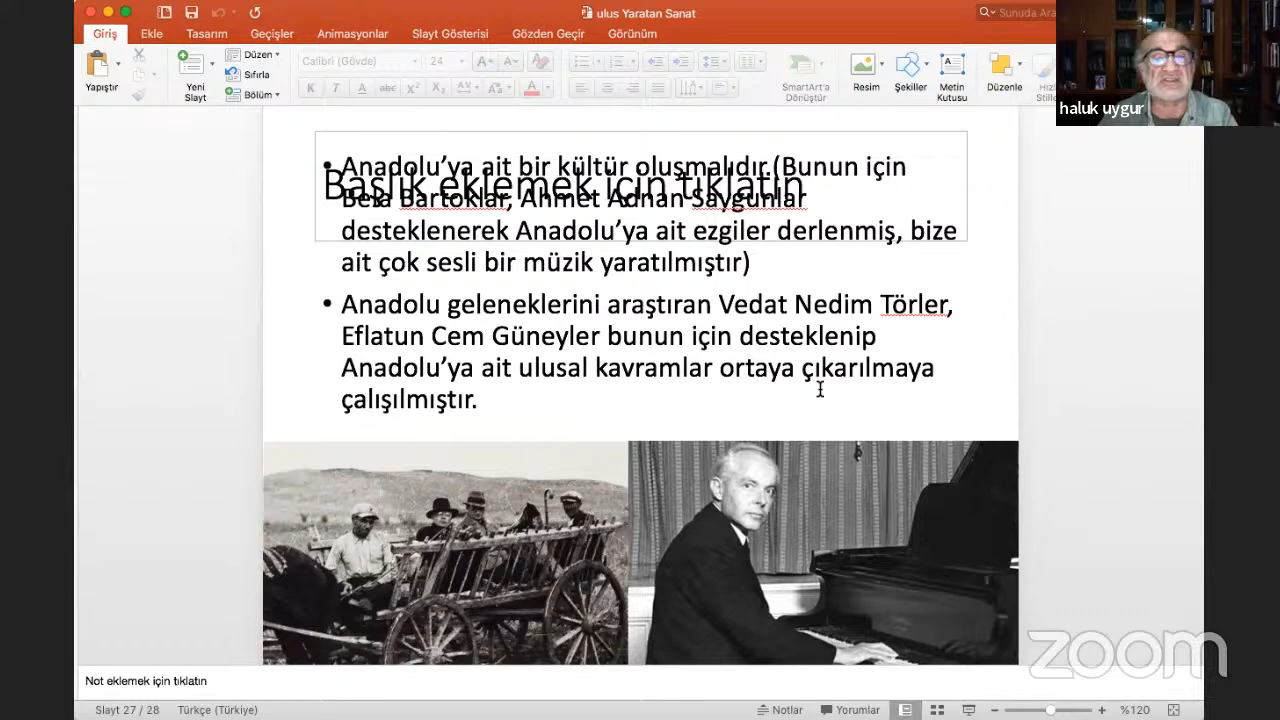 ulus Yaratan Sanat
Sunuda Ara
Giriş Ekle Tasarım Geçişler Animasyonlar Slayt Gösterisi Gözden Geçir Görünüm
Yapıştır
Yeni Slayt
Düzen
Sıfırla
Bölüm
Calibri (Gövde) 24
SmartArt'a Dönüştür
Resim
Şekiller
Metin Kutusu
Düzenle
Hızlı
haluk uygur
Başlık eklemek için tıklatın
• Anadolu'ya ait bir kültür oluşmalıdır.(Bunun için
Bela Bartoklar, Ahmet Adnan Saygunlar
desteklenerek Anadolu'ya ait ezgiler derlenmiş, bize
ait çok sesli bir müzik yaratılmıştır)
• Anadolu geleneklerini araştıran Vedat Nedim Törler,
Eflatun Cem Güneyler bunun için desteklenip
Anadolu'ya ait ulusal kavramlar ortaya çıkarılmaya
çalışılmıştır.
zoom
Not eklemek için tıklatın
Slayt 27 / 28 Türkçe (Türkiye) Notlar Yorumlar %120